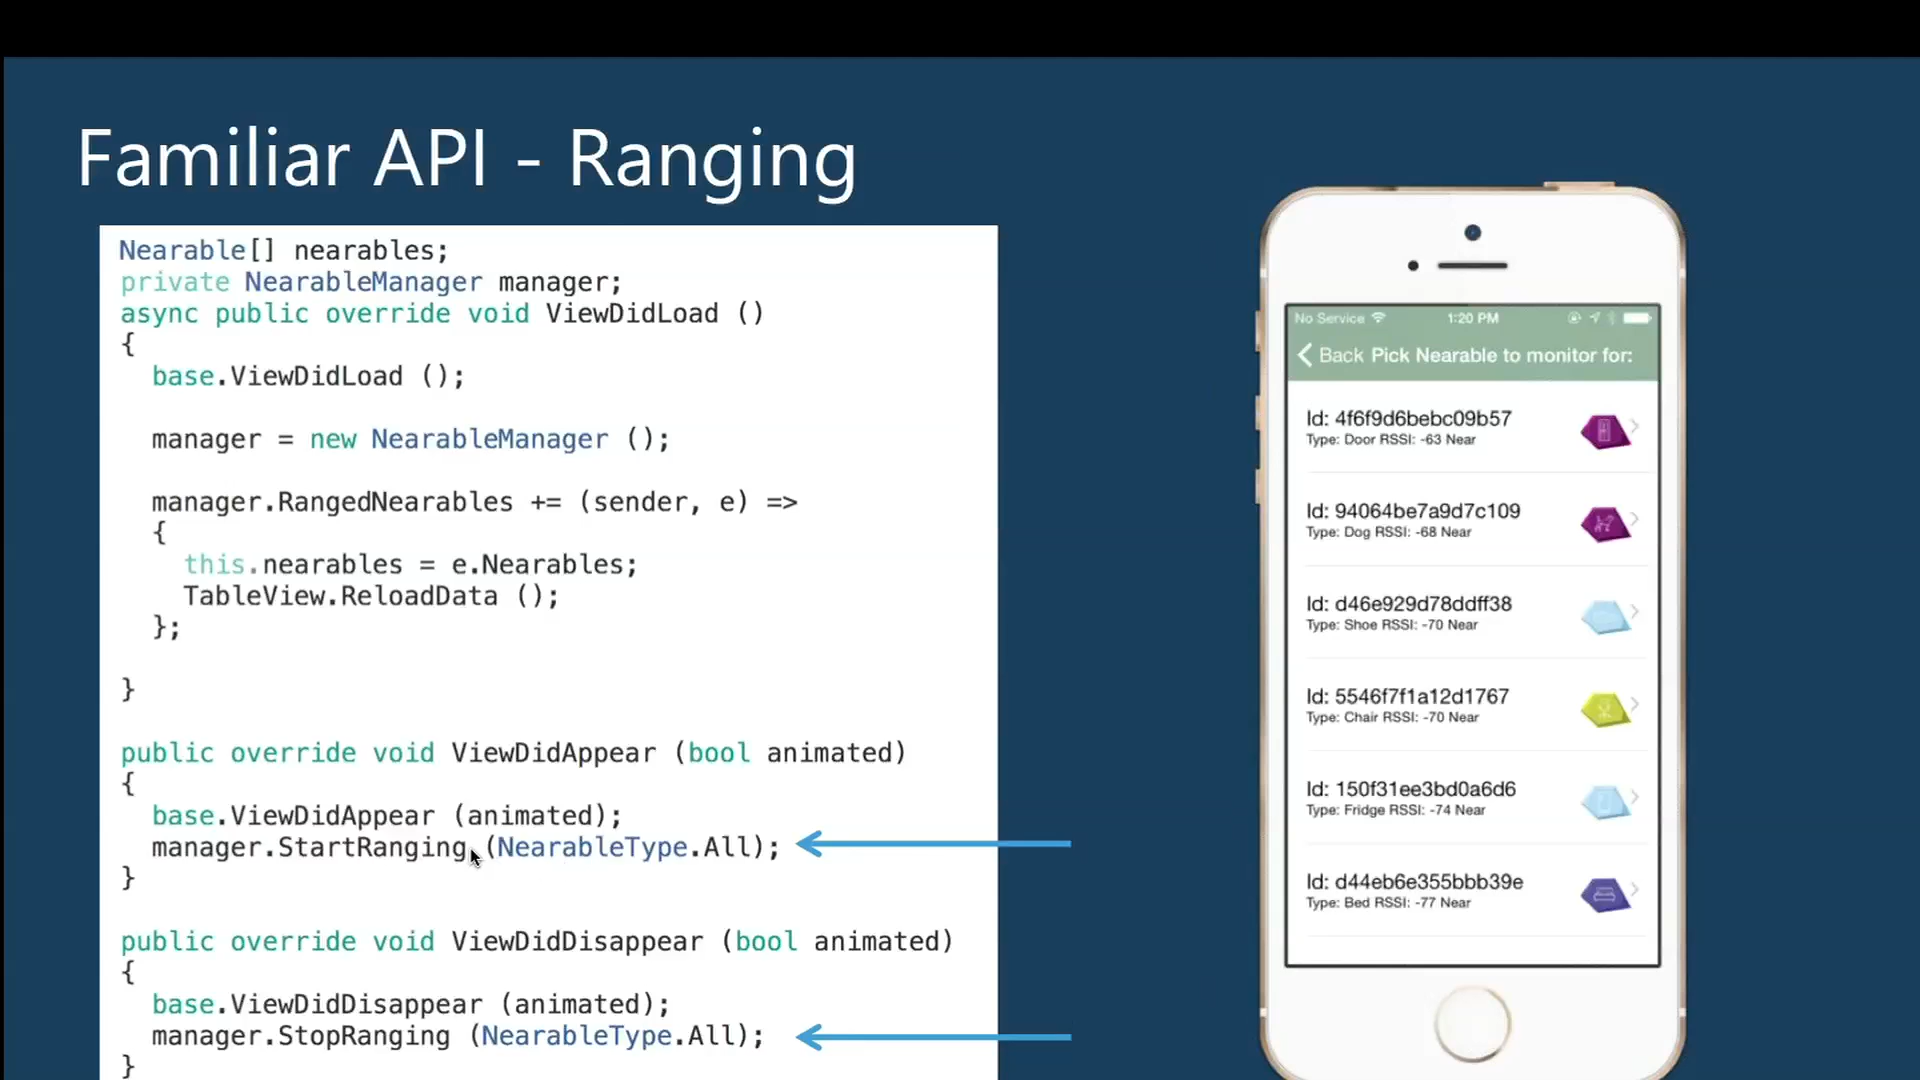 Familiar API - Ranging
Nearable[] nearables;
private NearableManager manager;
async public override void ViewDidLoad ()
{
base.ViewDidLoad ();
manager = new NearableManager ();
manager.RangedNearables += (sender, e) =>
{
this.nearables = e.Nearables;
TableView.ReloadData ();
};
}
public override void ViewDidAppear (bool animated)
{
base.ViewDidAppear (animated);
manager.StartRanging (NearableType.All);
}
public override void ViewDidDisappear (bool animated)
{
base.ViewDidDisappear (animated);
manager.StopRanging (NearableType.All);
}
No Service 1:20 PM
Back Pick Nearable to monitor for:
Id: 4f6f9d6bebc09b57
Type: Door RSSI: -63 Near
Id: 94064be7a9d7c109
Type: Dog RSSI: -68 Near
Id: d46e929d78ddff38
Type: Shoe RSSI: -70 Near
Id: 5546f7f1a12d1767
Type: Chair RSSI: -70 Near
Id: 150f31ee3bd0a6d6
Type: Fridge RSSI: -74 Near
Id: d44eb6e355bbb39e
Type: Bed RSSI: -77 Near